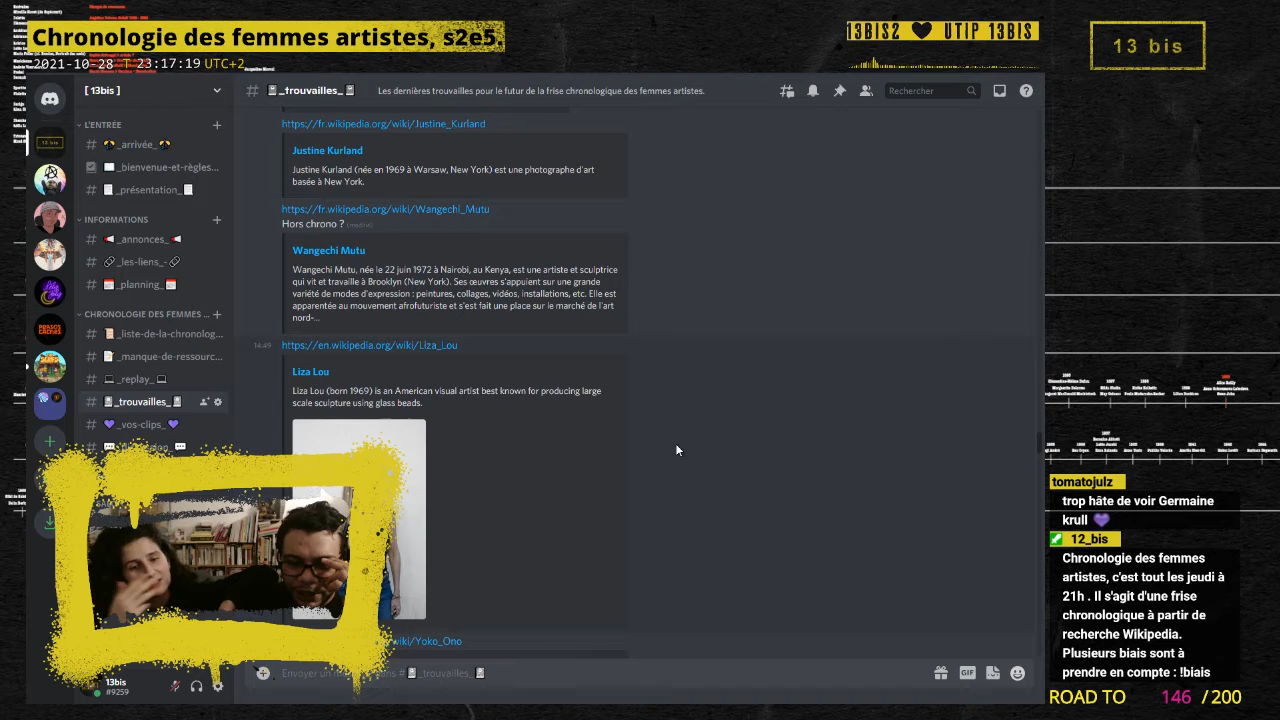 Chronologie des femmes artistes, s2e5
2021-10-28 T 23:17:19 UTC+2
13BIS2 ❤ UTIP 13BIS
13 bis
[ 13bis ]
# _trouvailles_
Les dernières trouvailles pour le futur de la frise chronologique des femmes artistes.
Rechercher
L'ENTRÉE
# _arrivée_
_bienvenue-et-règles...
# _présentation_
INFORMATIONS
# _annonces_
# _les-liens_-
# _planning_
CHRONOLOGIE DES FEMMES ...
# _liste-de-la-chronolog...
# _manque-de-ressourc...
# _replay_
# _trouvailles_
# _vos-clips_
https://fr.wikipedia.org/wiki/Justine_Kurland
Justine Kurland
Justine Kurland (née en 1969 à Warsaw, New York) est une photographe d'art
basée à New York.
https://fr.wikipedia.org/wiki/Wangechi_Mutu
Hors chrono ? (modifié)
Wangechi Mutu
Wangechi Mutu, née le 22 juin 1972 à Nairobi, au Kenya, est une artiste et sculptrice
qui vit et travaille à Brooklyn (New York). Ses œuvres s'appuient sur une grande
variété de modes d'expression : peintures, collages, vidéos, installations, etc. Elle est
apparentée au mouvement afrofuturiste et s'est fait une place sur le marché de l'art
nord-...
14:49
https://en.wikipedia.org/wiki/Liza_Lou
Liza Lou
Liza Lou (born 1969) is an American visual artist best known for producing large
scale sculpture using glass beads.
wiki/Yoko_Ono
Envoyer un # _trouvailles_
13bis
#9259
tomatojulz
trop hâte de voir Germaine
krull 💜
12_bis
Chronologie des femmes
artistes, c'est tout les jeudi à
21h . Il s'agit d'une frise
chronologique à partir de
recherche Wikipedia.
Plusieurs biais sont à
prendre en compte : !biais
ROAD TO 146 / 200